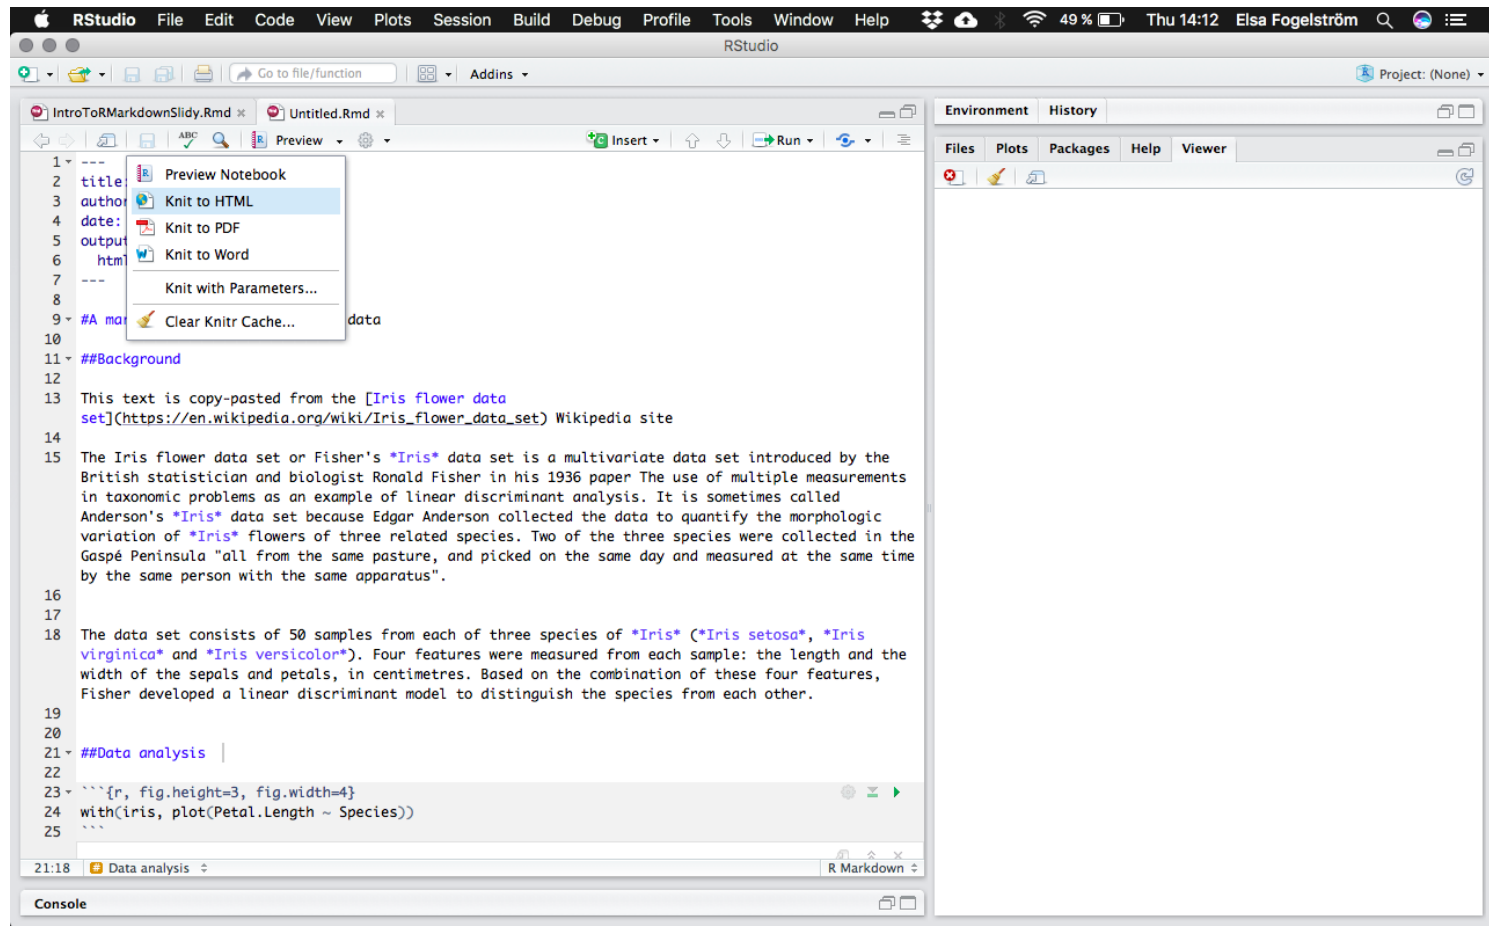 RStudio File Edit Code View Plots Session Build Debug Profile Tools Window Help 49 % Thu 14:12 Elsa Fogelström
RStudio
Go to file/function Addins Project: (None)
IntroToRMarkdownSlidy.Rmd Untitled.Rmd
ABC Preview Insert Run
1 ---
2 title:
3 author
4 date:
5 output
6 html
7 ---
8
9 #A mar data
10
11 ##Background
12
13 This text is copy-pasted from the [Iris flower data
set](https://en.wikipedia.org/wiki/Iris_flower_data_set) Wikipedia site
14
15 The Iris flower data set or Fisher's *Iris* data set is a multivariate data set introduced by the
British statistician and biologist Ronald Fisher in his 1936 paper The use of multiple measurements
in taxonomic problems as an example of linear discriminant analysis. It is sometimes called
Anderson's *Iris* data set because Edgar Anderson collected the data to quantify the morphologic
variation of *Iris* flowers of three related species. Two of the three species were collected in the
Gaspé Peninsula "all from the same pasture, and picked on the same day and measured at the same time
by the same person with the same apparatus".
16
17
18 The data set consists of 50 samples from each of three species of *Iris* (*Iris setosa*, *Iris
virginica* and *Iris versicolor*). Four features were measured from each sample: the length and the
width of the sepals and petals, in centimetres. Based on the combination of these four features,
Fisher developed a linear discriminant model to distinguish the species from each other.
19
20
21 ##Data analysis
22
23 ```{r, fig.height=3, fig.width=4}
24 with(iris, plot(Petal.Length ~ Species))
25 ```
21:18 # Data analysis R Markdown
Console
Preview Notebook
Knit to HTML
Knit to PDF
Knit to Word
Knit with Parameters...
Clear Knitr Cache...
Environment History
Files Plots Packages Help Viewer